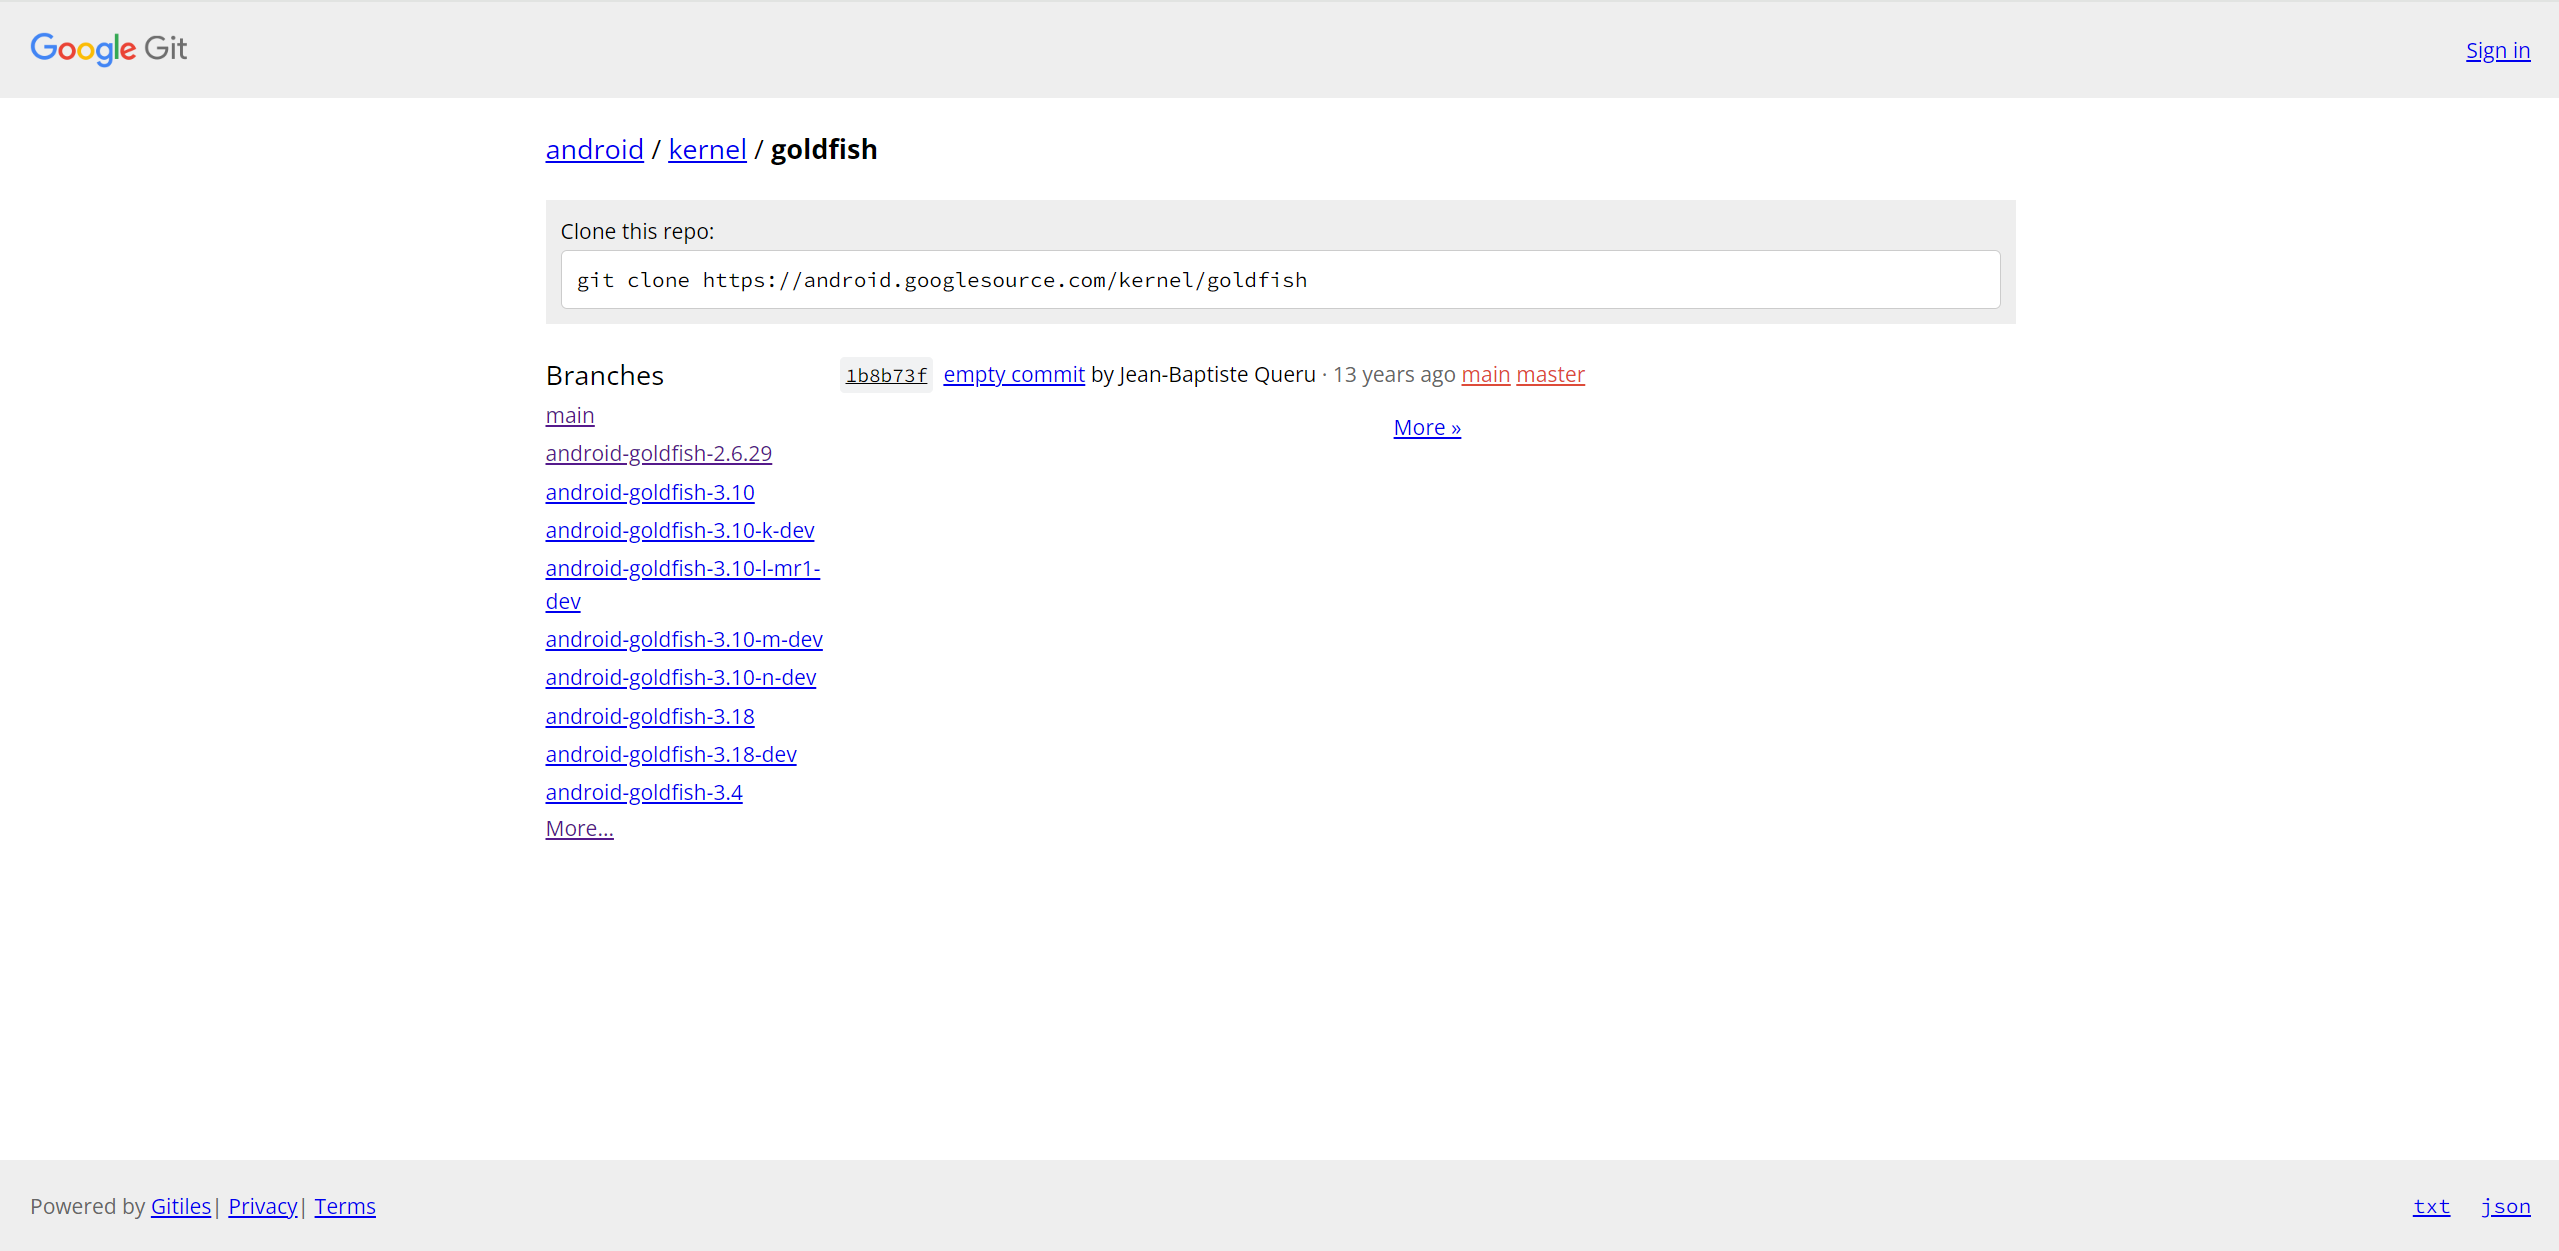 Google Git
Sign in
android / kernel / goldfish
Clone this repo:
git clone https://android.googlesource.com/kernel/goldfish
Branches
main
android-goldfish-2.6.29
android-goldfish-3.10
android-goldfish-3.10-k-dev
android-goldfish-3.10-l-mr1-
dev
android-goldfish-3.10-m-dev
android-goldfish-3.10-n-dev
android-goldfish-3.18
android-goldfish-3.18-dev
android-goldfish-3.4
More...
1b8b73f empty commit by Jean-Baptiste Queru · 13 years ago main master
More »
Powered by Gitiles| Privacy| Terms
txt json